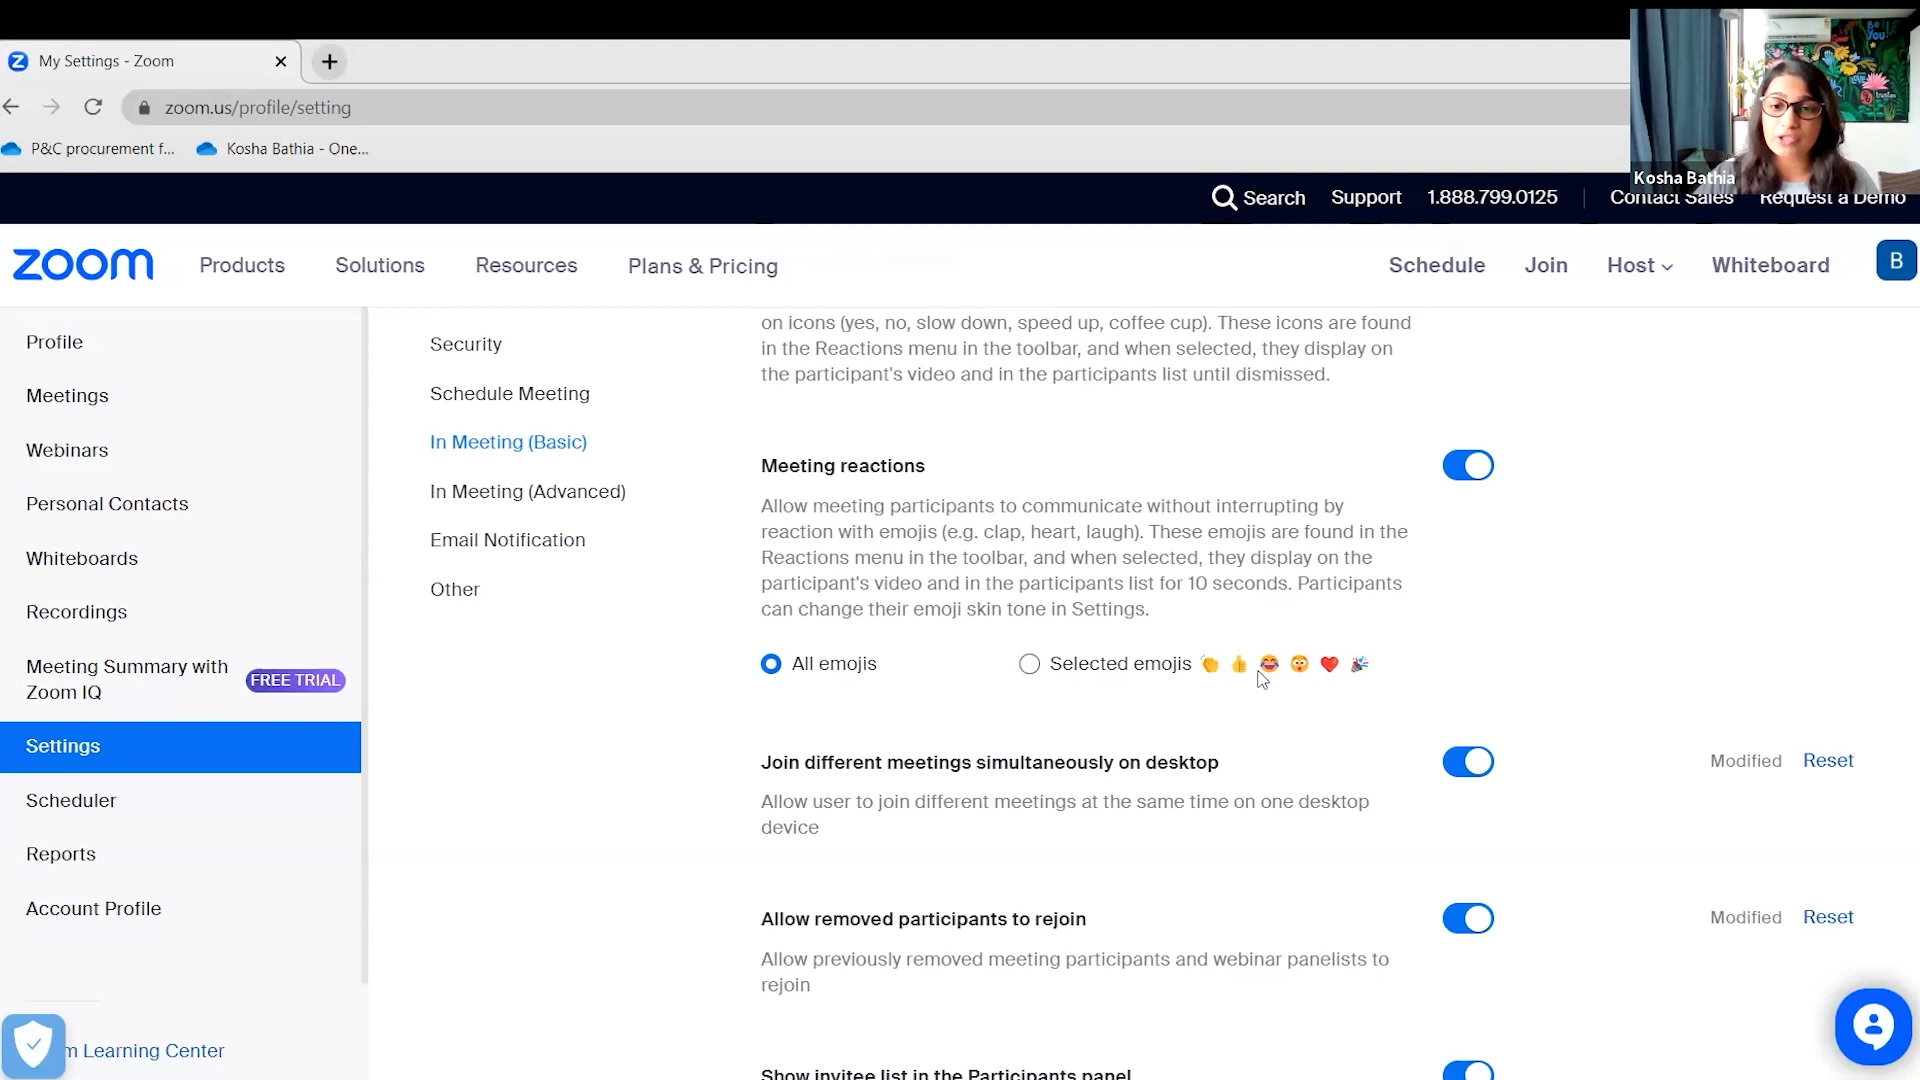 My Settings - Zoom
zoom.us/profile/setting
P&C procurement f...
Kosha Bathia - One...
Be
You!
LOVE
trustea
Kosha Bathia
Search
Support
1.888.799.0125
Contact Sales
Request a Demo
zoom
Products
Solutions
Resources
Plans & Pricing
Schedule
Join
Host
Whiteboard
B
Profile
Meetings
Webinars
Personal Contacts
Whiteboards
Recordings
Meeting Summary with
Zoom IQ
FREE TRIAL
Settings
Scheduler
Reports
Account Profile
m Learning Center
Security
Schedule Meeting
In Meeting (Basic)
In Meeting (Advanced)
Email Notification
Other
on icons (yes, no, slow down, speed up, coffee cup). These icons are found
in the Reactions menu in the toolbar, and when selected, they display on
the participant's video and in the participants list until dismissed.
Meeting reactions
Allow meeting participants to communicate without interrupting by
reaction with emojis (e.g. clap, heart, laugh). These emojis are found in the
Reactions menu in the toolbar, and when selected, they display on the
participant's video and in the participants list for 10 seconds. Participants
can change their emoji skin tone in Settings.
All emojis
Selected emojis 👏 👍 😂 😮 ❤️ 🎉
Join different meetings simultaneously on desktop
Modified
Reset
Allow user to join different meetings at the same time on one desktop
device
Allow removed participants to rejoin
Modified
Reset
Allow previously removed meeting participants and webinar panelists to
rejoin
Show invitee list in the Participants panel